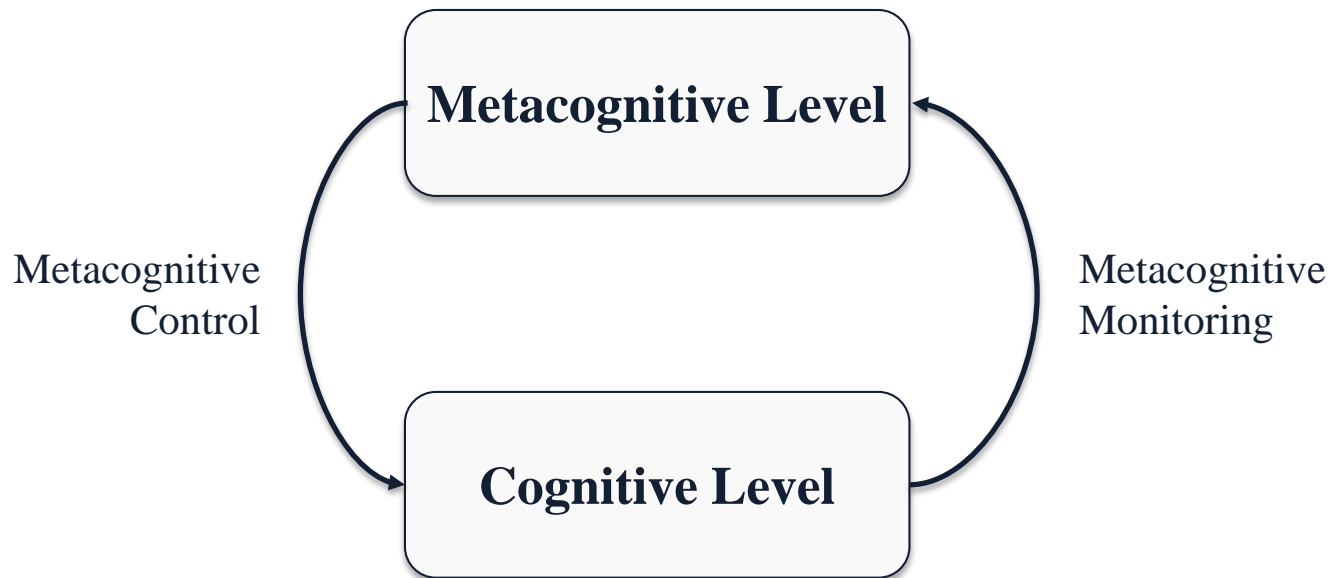 Metacognitive Level
Metacognitive
Control
Metacognitive
Monitoring
Cognitive Level